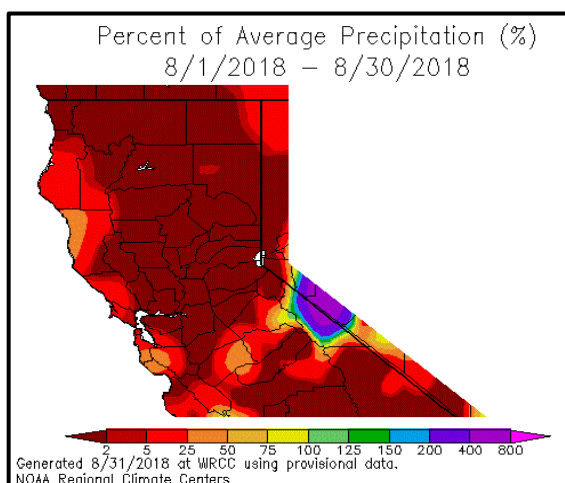 Percent of Average Precipitation (%)
8/1/2018 – 8/30/2018
2 5 25 50 75 100 125 150 200 400 800
Generated 8/31/2018 at WRCC using provisional data.
NOAA Regional Climate Centers